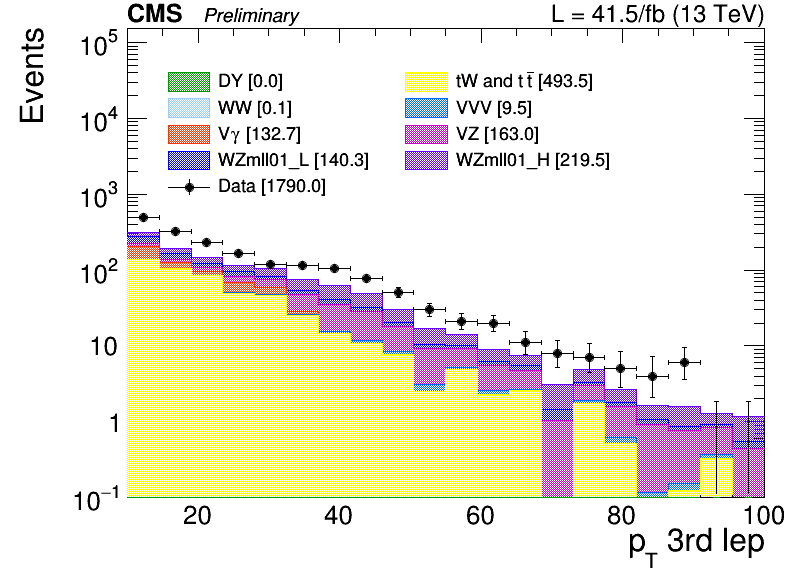 CMS Preliminary L = 41.5/fb (13 TeV)
Events
10⁵
10⁴
10³
10²
10
1
10⁻¹
DY [0.0]
tW and tt̄ [493.5]
WW [0.1]
VVV [9.5]
Vγ [132.7]
VZ [163.0]
WZmll01_L [140.3]
WZmll01_H [219.5]
Data [1790.0]
20 40 60 80 100
p_T 3rd lep